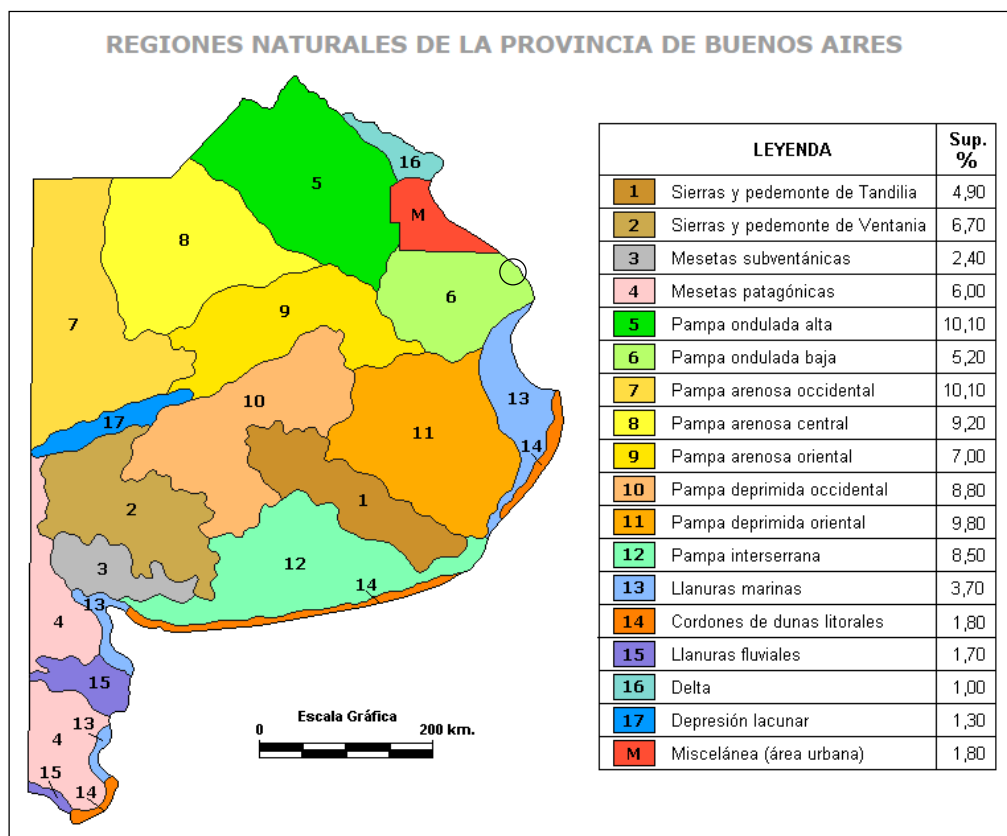 REGIONES NATURALES DE LA PROVINCIA DE BUENOS AIRES
16
5
M
8
6
7
9
13
10
17
11
14
1
2
12
3
14
13
4
15
13
4
15
14
Escala Gráfica
0 200 km.
LEYENDA Sup. %
1 Sierras y pedemonte de Tandilia 4,90
2 Sierras y pedemonte de Ventania 6,70
3 Mesetas subventánicas 2,40
4 Mesetas patagónicas 6,00
5 Pampa ondulada alta 10,10
6 Pampa ondulada baja 5,20
7 Pampa arenosa occidental 10,10
8 Pampa arenosa central 9,20
9 Pampa arenosa oriental 7,00
10 Pampa deprimida occidental 8,80
11 Pampa deprimida oriental 9,80
12 Pampa interserrana 8,50
13 Llanuras marinas 3,70
14 Cordones de dunas litorales 1,80
15 Llanuras fluviales 1,70
16 Delta 1,00
17 Depresión lacunar 1,30
M Miscelánea (área urbana) 1,80